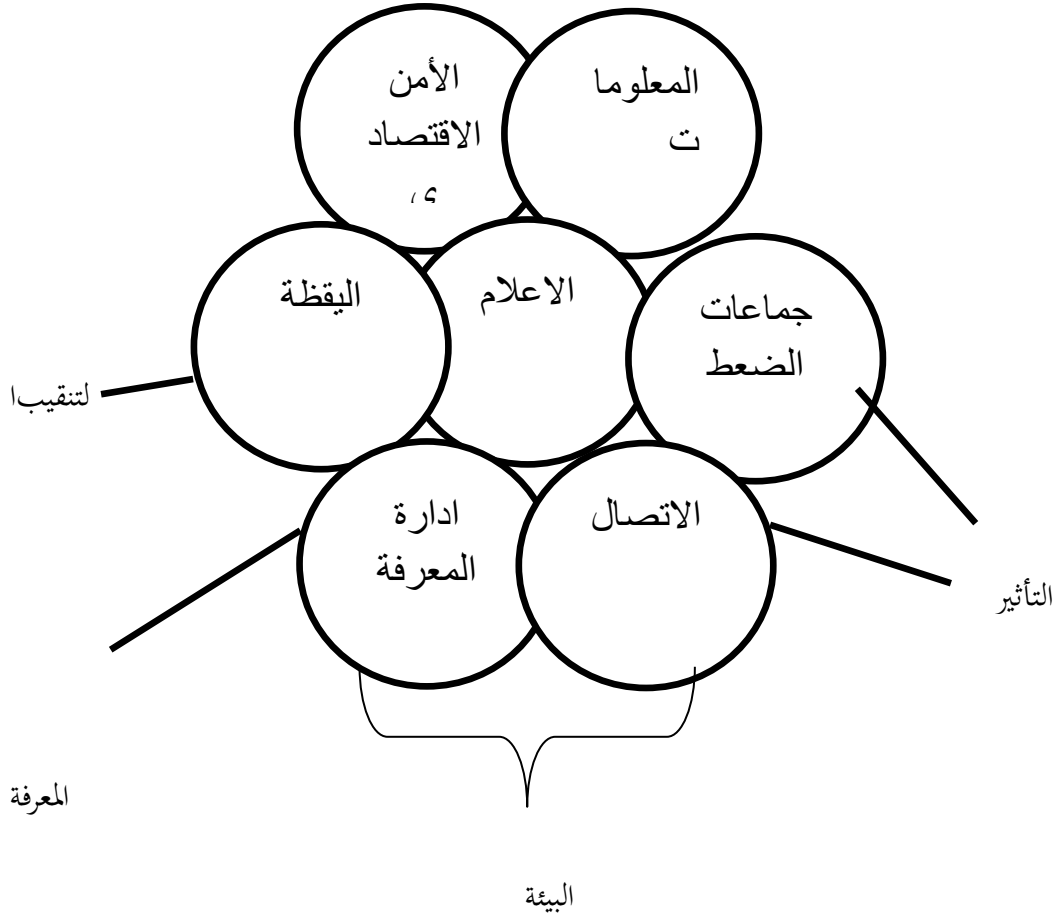 المعلوما
ت
الأمن
الاقتصاد
ي
جماعات
الضعط
الاعلام
اليقظة
لتنقيبا
الاتصال
ادارة
المعرفة
التأثير
المعرفة
البيئة